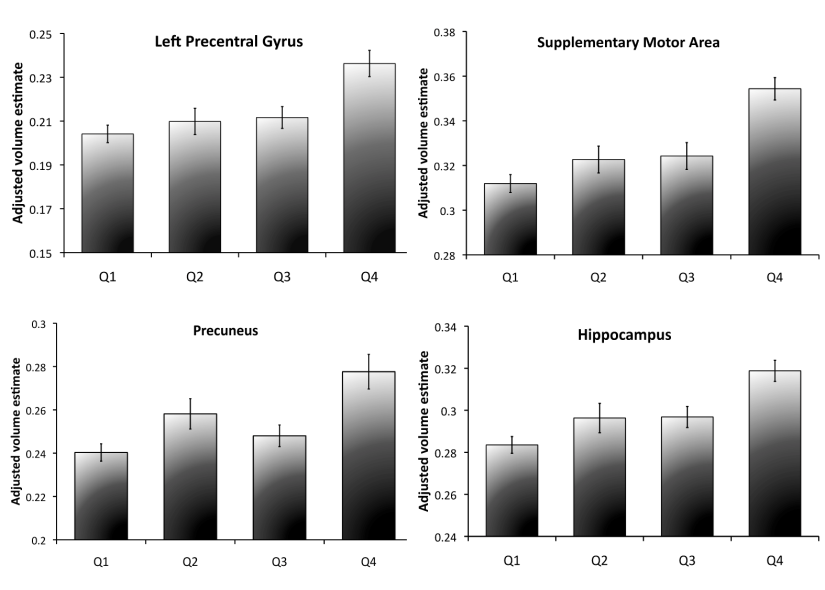 Left Precentral Gyrus
Adjusted volume estimate
0.25
0.23
0.21
0.19
0.17
0.15
Q1 Q2 Q3 Q4
Supplementary Motor Area
Adjusted volume estimate
0.38
0.36
0.34
0.32
0.3
0.28
Q1 Q2 Q3 Q4
Precuneus
Adjusted volume estimate
0.3
0.28
0.26
0.24
0.22
0.2
Q1 Q2 Q3 Q4
Hippocampus
Adjusted volume estimate
0.34
0.32
0.3
0.28
0.26
0.24
Q1 Q2 Q3 Q4